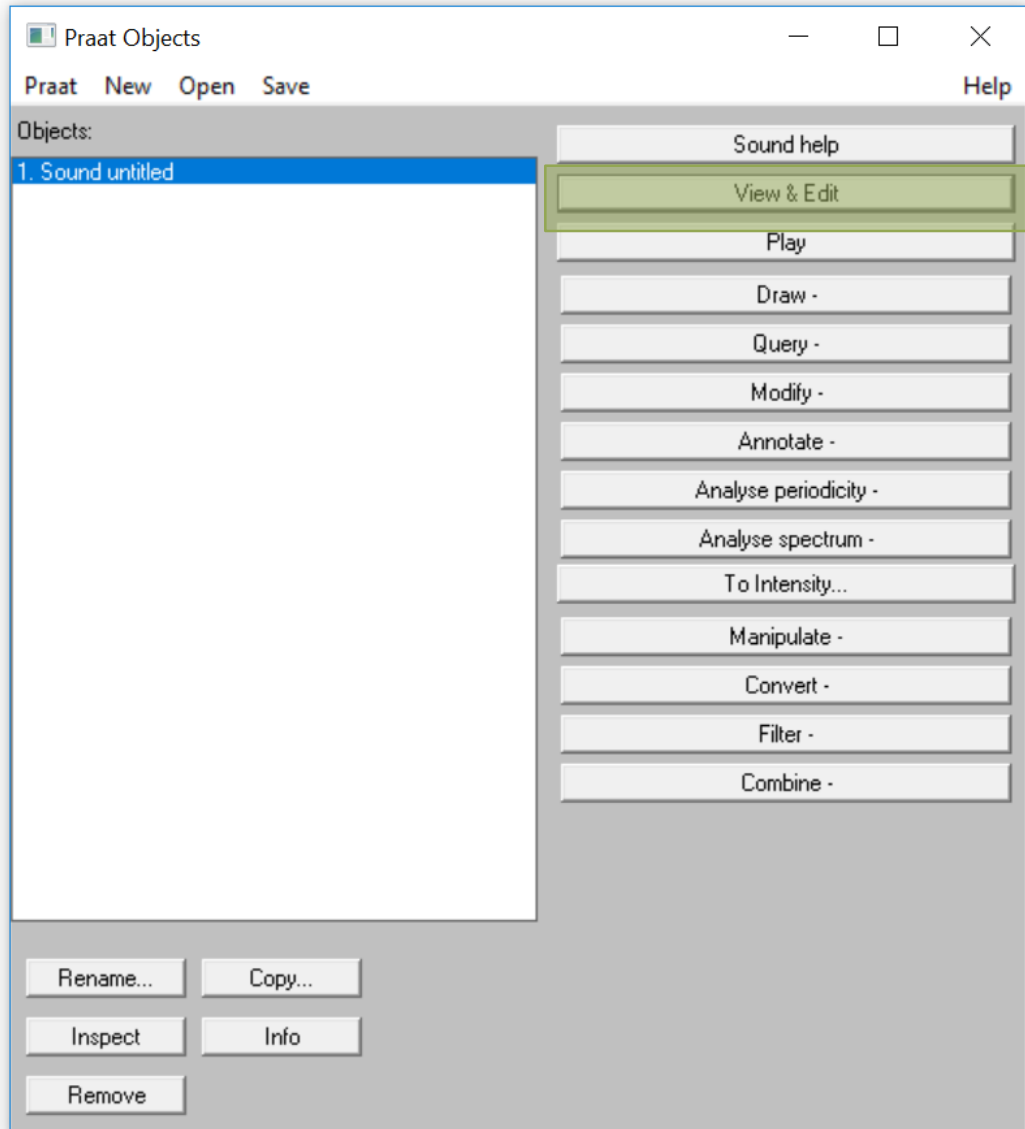 Praat Objects
Praat New Open Save Help
Objects:
1. Sound untitled
Sound help
View & Edit
Play
Draw -
Query -
Modify -
Annotate -
Analyse periodicity -
Analyse spectrum -
To Intensity...
Manipulate -
Convert -
Filter -
Combine -
Rename... Copy...
Inspect Info
Remove